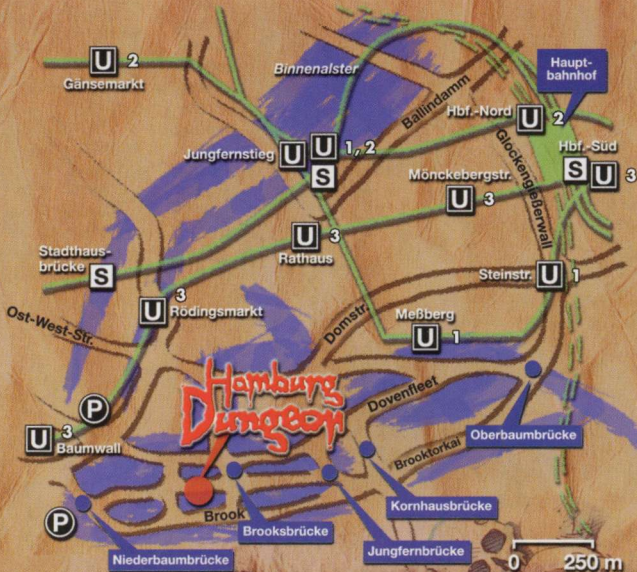 U 2
Gänsemarkt
Binnenalster
Haupt-
bahnhof
Ballindamm
Hbf.-Nord
U 2
Glockengießerwall
Hbf.-Süd
S U 3
Jungfernstieg
U U 1, 2
S
Mönckebergstr.
U 3
U 3
Rathaus
Stadthaus-
brücke
S
Steinstr.
U 1
U 3
Rödingsmarkt
Ost-West-Str.
Domstr.
Meßberg
U 1
Hamburg
Dungeon
Dovenfleet
P
U 3
Baumwall
Oberbaumbrücke
Brooktorkai
Kornhausbrücke
Brook
Brooksbrücke
Jungfernbrücke
P
Niederbaumbrücke
0 250 m